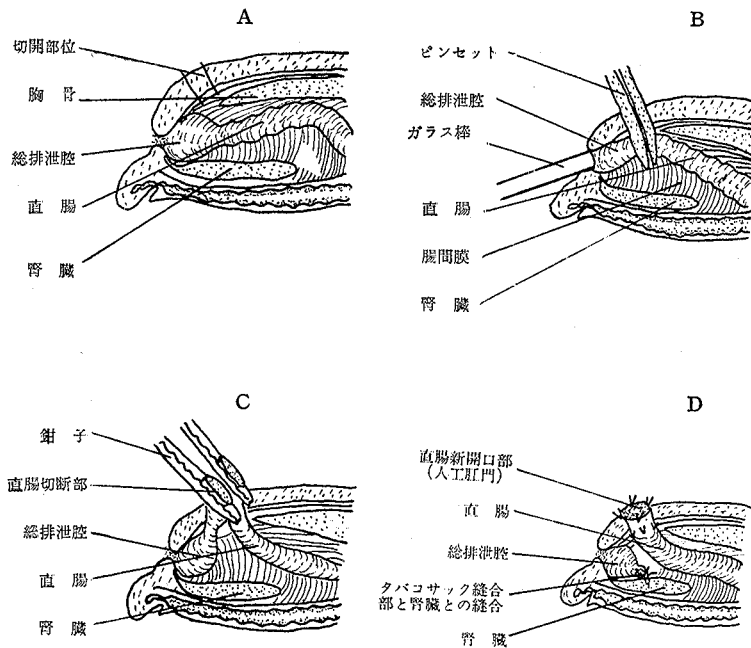 A
切開部位
胸骨
総排泄腔
直腸
腎臓
B
ピンセット
総排泄腔
ガラス棒
直腸
腸間膜
腎臓
C
鉗子
直腸切断部
総排泄腔
直腸
腎臓
D
直腸新開口部
(人工肛門)
直腸
総排泄腔
タバコサック縫合
部と腎臓との縫合
腎臓